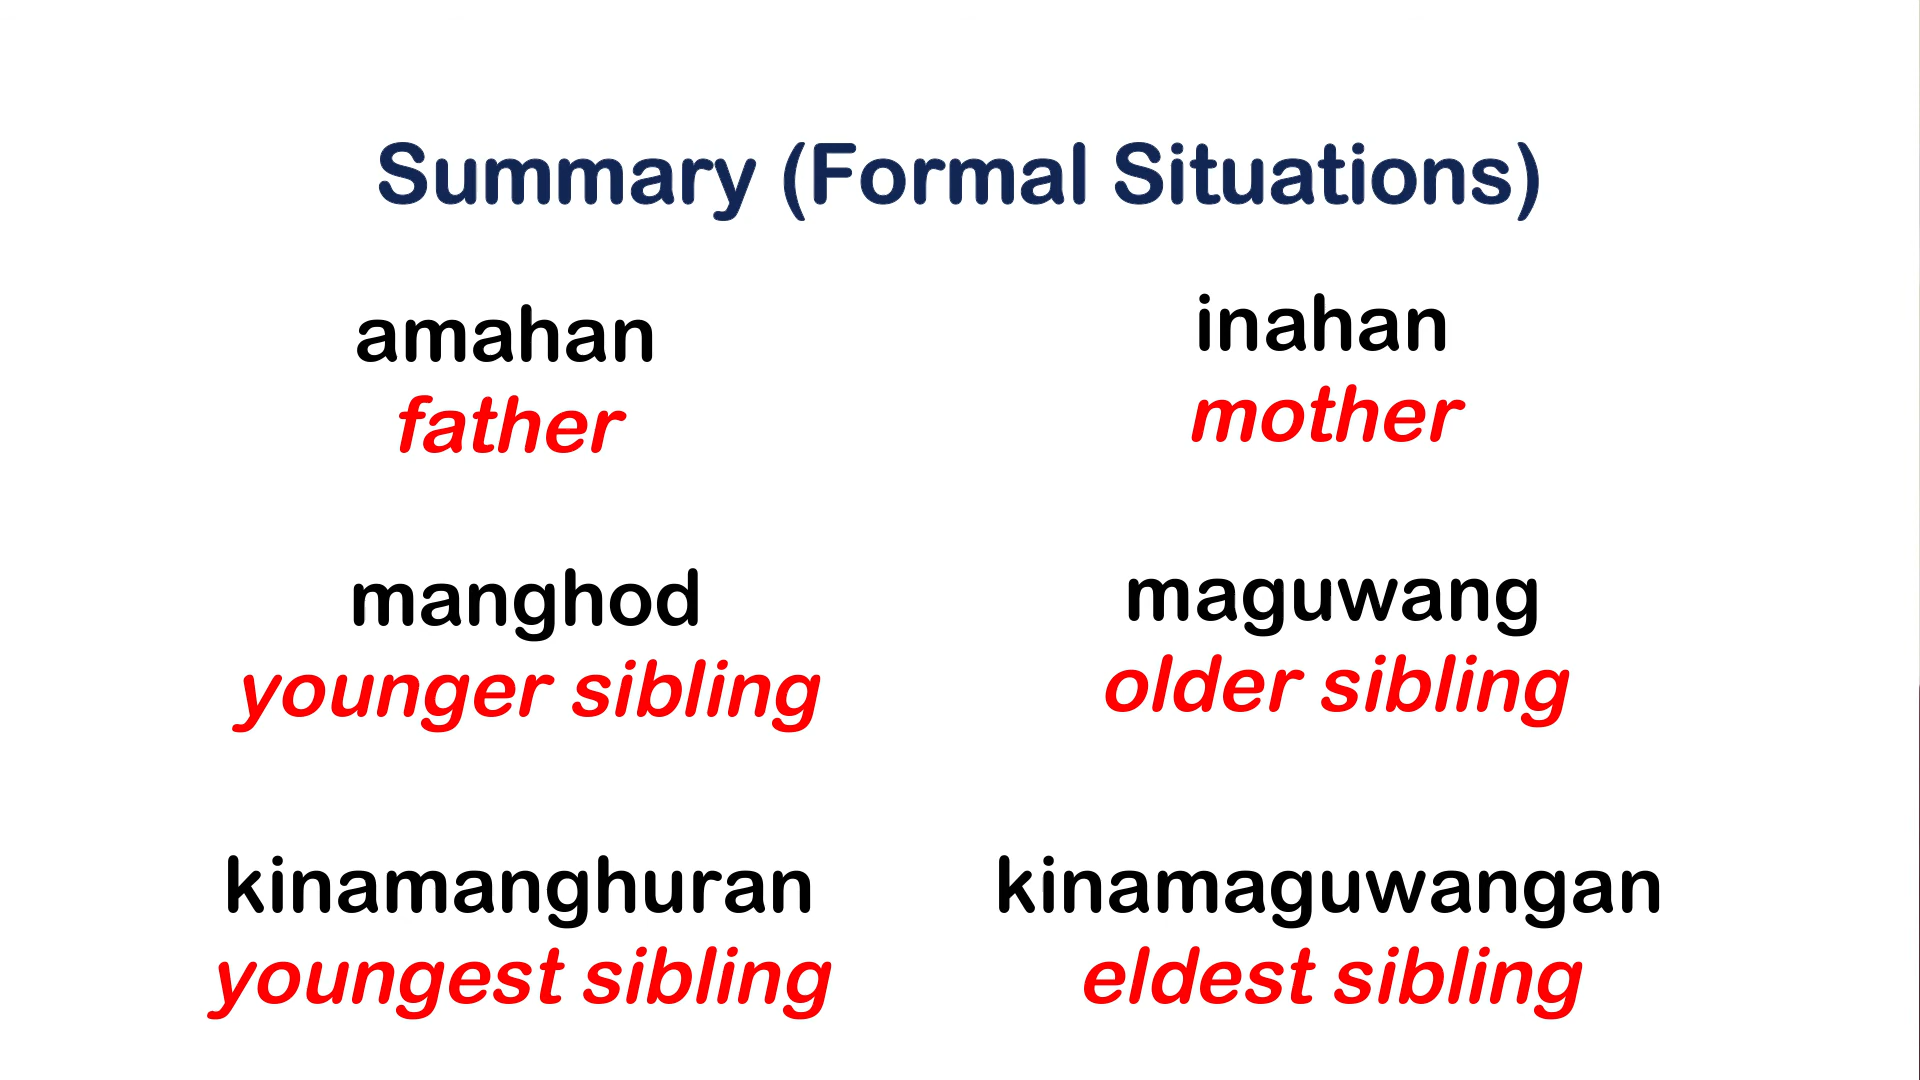 Summary (Formal Situations)
amahan
father
inahan
mother
manghod
younger sibling
maguwang
older sibling
kinamanghuran
youngest sibling
kinamaguwangan
eldest sibling